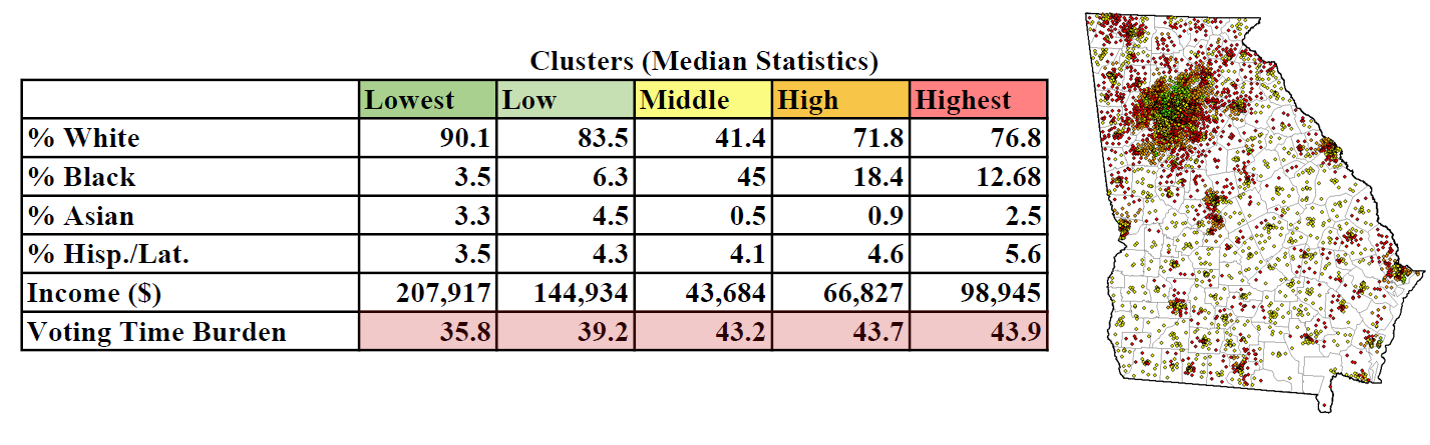 Clusters (Median Statistics)
Lowest Low Middle High Highest
% White 90.1 83.5 41.4 71.8 76.8
% Black 3.5 6.3 45 18.4 12.68
% Asian 3.3 4.5 0.5 0.9 2.5
% Hisp./Lat. 3.5 4.3 4.1 4.6 5.6
Income ($) 207,917 144,934 43,684 66,827 98,945
Voting Time Burden 35.8 39.2 43.2 43.7 43.9